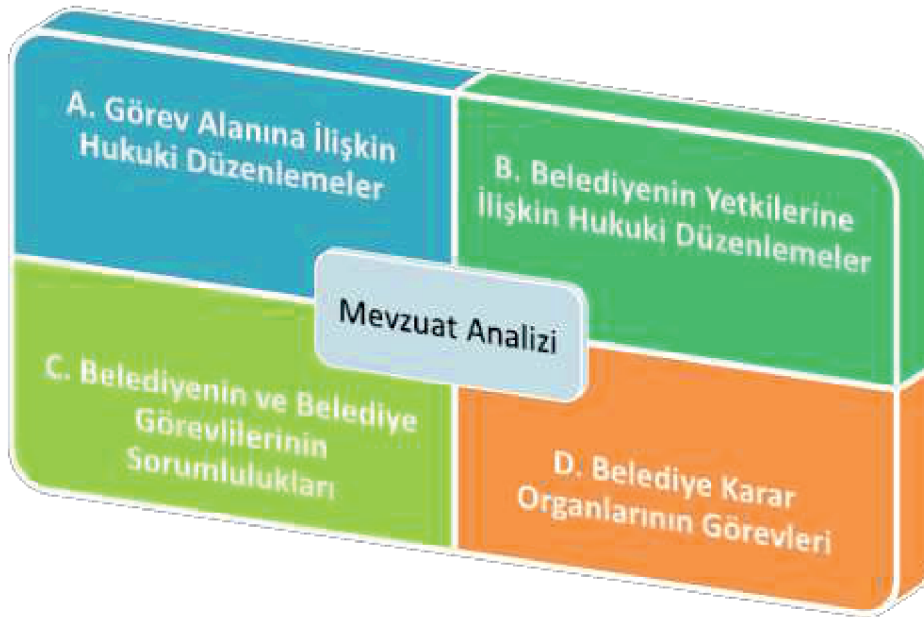 A. Görev Alanına İlişkin
Hukuki Düzenlemeler
B. Belediyenin Yetkilerine
İlişkin Hukuki Düzenlemeler
Mevzuat Analizi
C. Belediyenin ve Belediye
Görevlilerinin
Sorumlulukları
D. Belediye Karar
Organlarının Görevleri